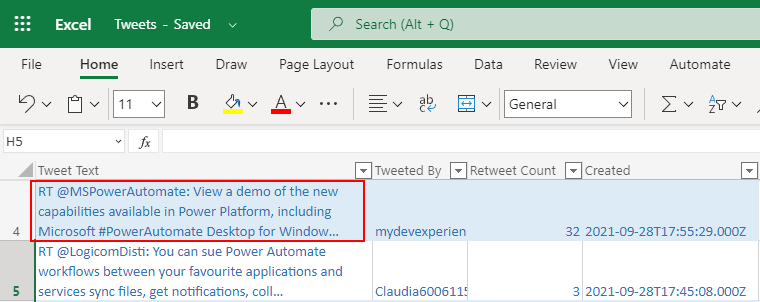 Excel Tweets - Saved Search (Alt + Q)
File Home Insert Draw Page Layout Formulas Data Review View Automate
11 B A ab General
H5 fx
Tweet Text Tweeted By Retweet Count Created
RT @MSPowerAutomate: View a demo of the new
capabilities available in Power Platform, including
4 Microsoft #PowerAutomate Desktop for Window... mydevexperien 32 2021-09-28T17:55:29.000Z
RT @LogicomDisti: You can sue Power Automate
workflows between your favourite applications and
5 services sync files, get notifications, coll... Claudia6006115 3 2021-09-28T17:45:08.000Z